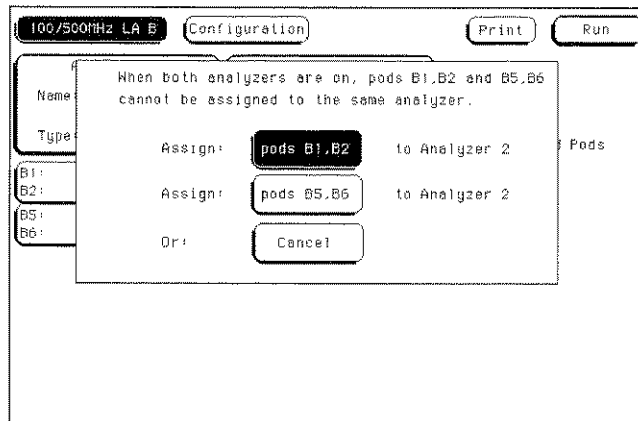 100/500MHz LA B Configuration Print Run
When both analyzers are on, pods B1,B2 and B5,B6
cannot be assigned to the same analyzer.
Name:
Type:
Assign: pods B1,B2 to Analyzer 2
Pods
B1:
B2:
Assign: pods B5,B6 to Analyzer 2
B5:
B6:
Or: Cancel